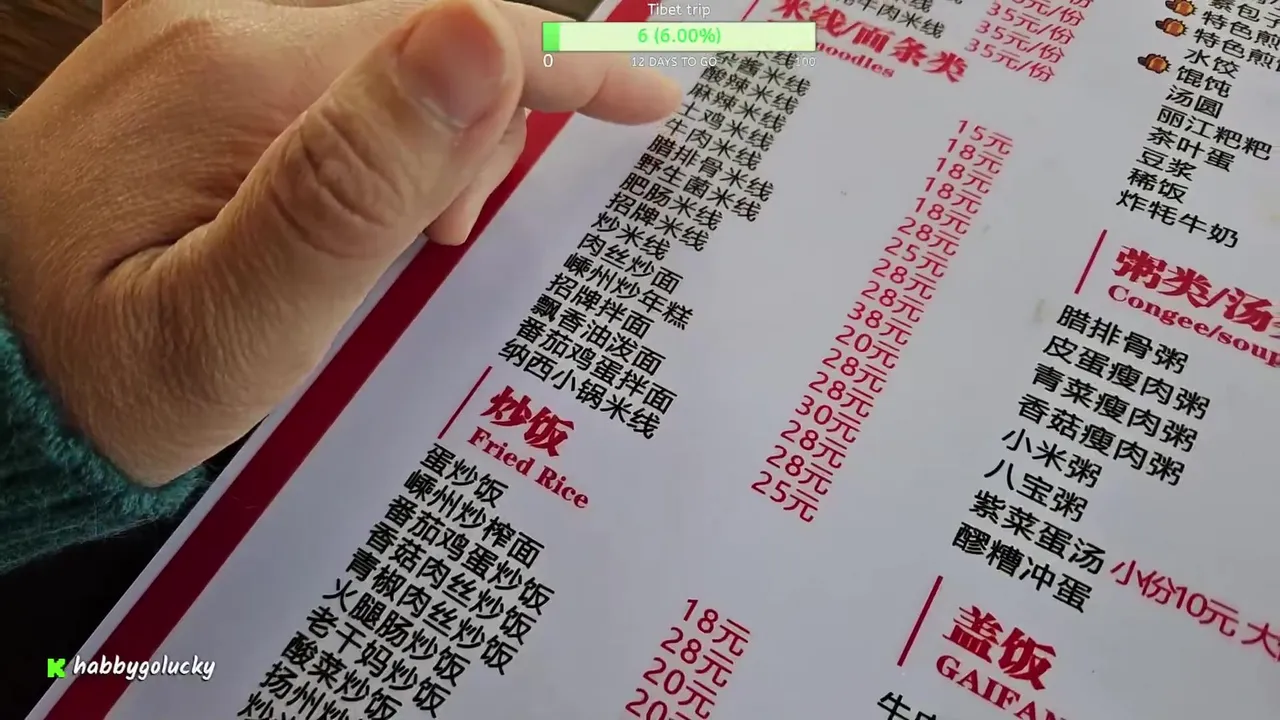 Tibet trip
6 (6.00%)
0
12 DAYS TO GO
100
牛肉米线
35元/份
35元/份
35元/份
米线/面条类
noodles
杂酱米线
酸辣米线
麻辣米线
土鸡米线
牛肉米线
腊排骨米线
野生菌米线
肥肠米线
招牌米线
炒米线
肉丝炒面
嵊州炒年糕
招牌拌面
飘香油泼面
番茄鸡蛋拌面
纳西小锅米线
15元
18元
18元
18元
18元
28元
25元
28元
28元
38元
20元
28元
28元
30元
28元
28元
25元
炒饭
Fried Rice
蛋炒饭
嵊州炒榨面
番茄鸡蛋炒饭
香菇肉丝炒饭
青椒肉丝炒饭
火腿肠炒饭
老干妈炒饭
酸菜炒饭
扬州炒
18元
28元
20元
20元
特色煎
特色煎
水饺
馄饨
汤圆
丽江粑粑
茶叶蛋
豆浆
稀饭
炸牦牛奶
粥类/汤
Congee/soup
腊排骨粥
皮蛋瘦肉粥
青菜瘦肉粥
香菇瘦肉粥
小米粥
八宝粥
紫菜蛋汤 小份10元 大
醪糟冲蛋
盖饭
GAIFAN
habbygolucky